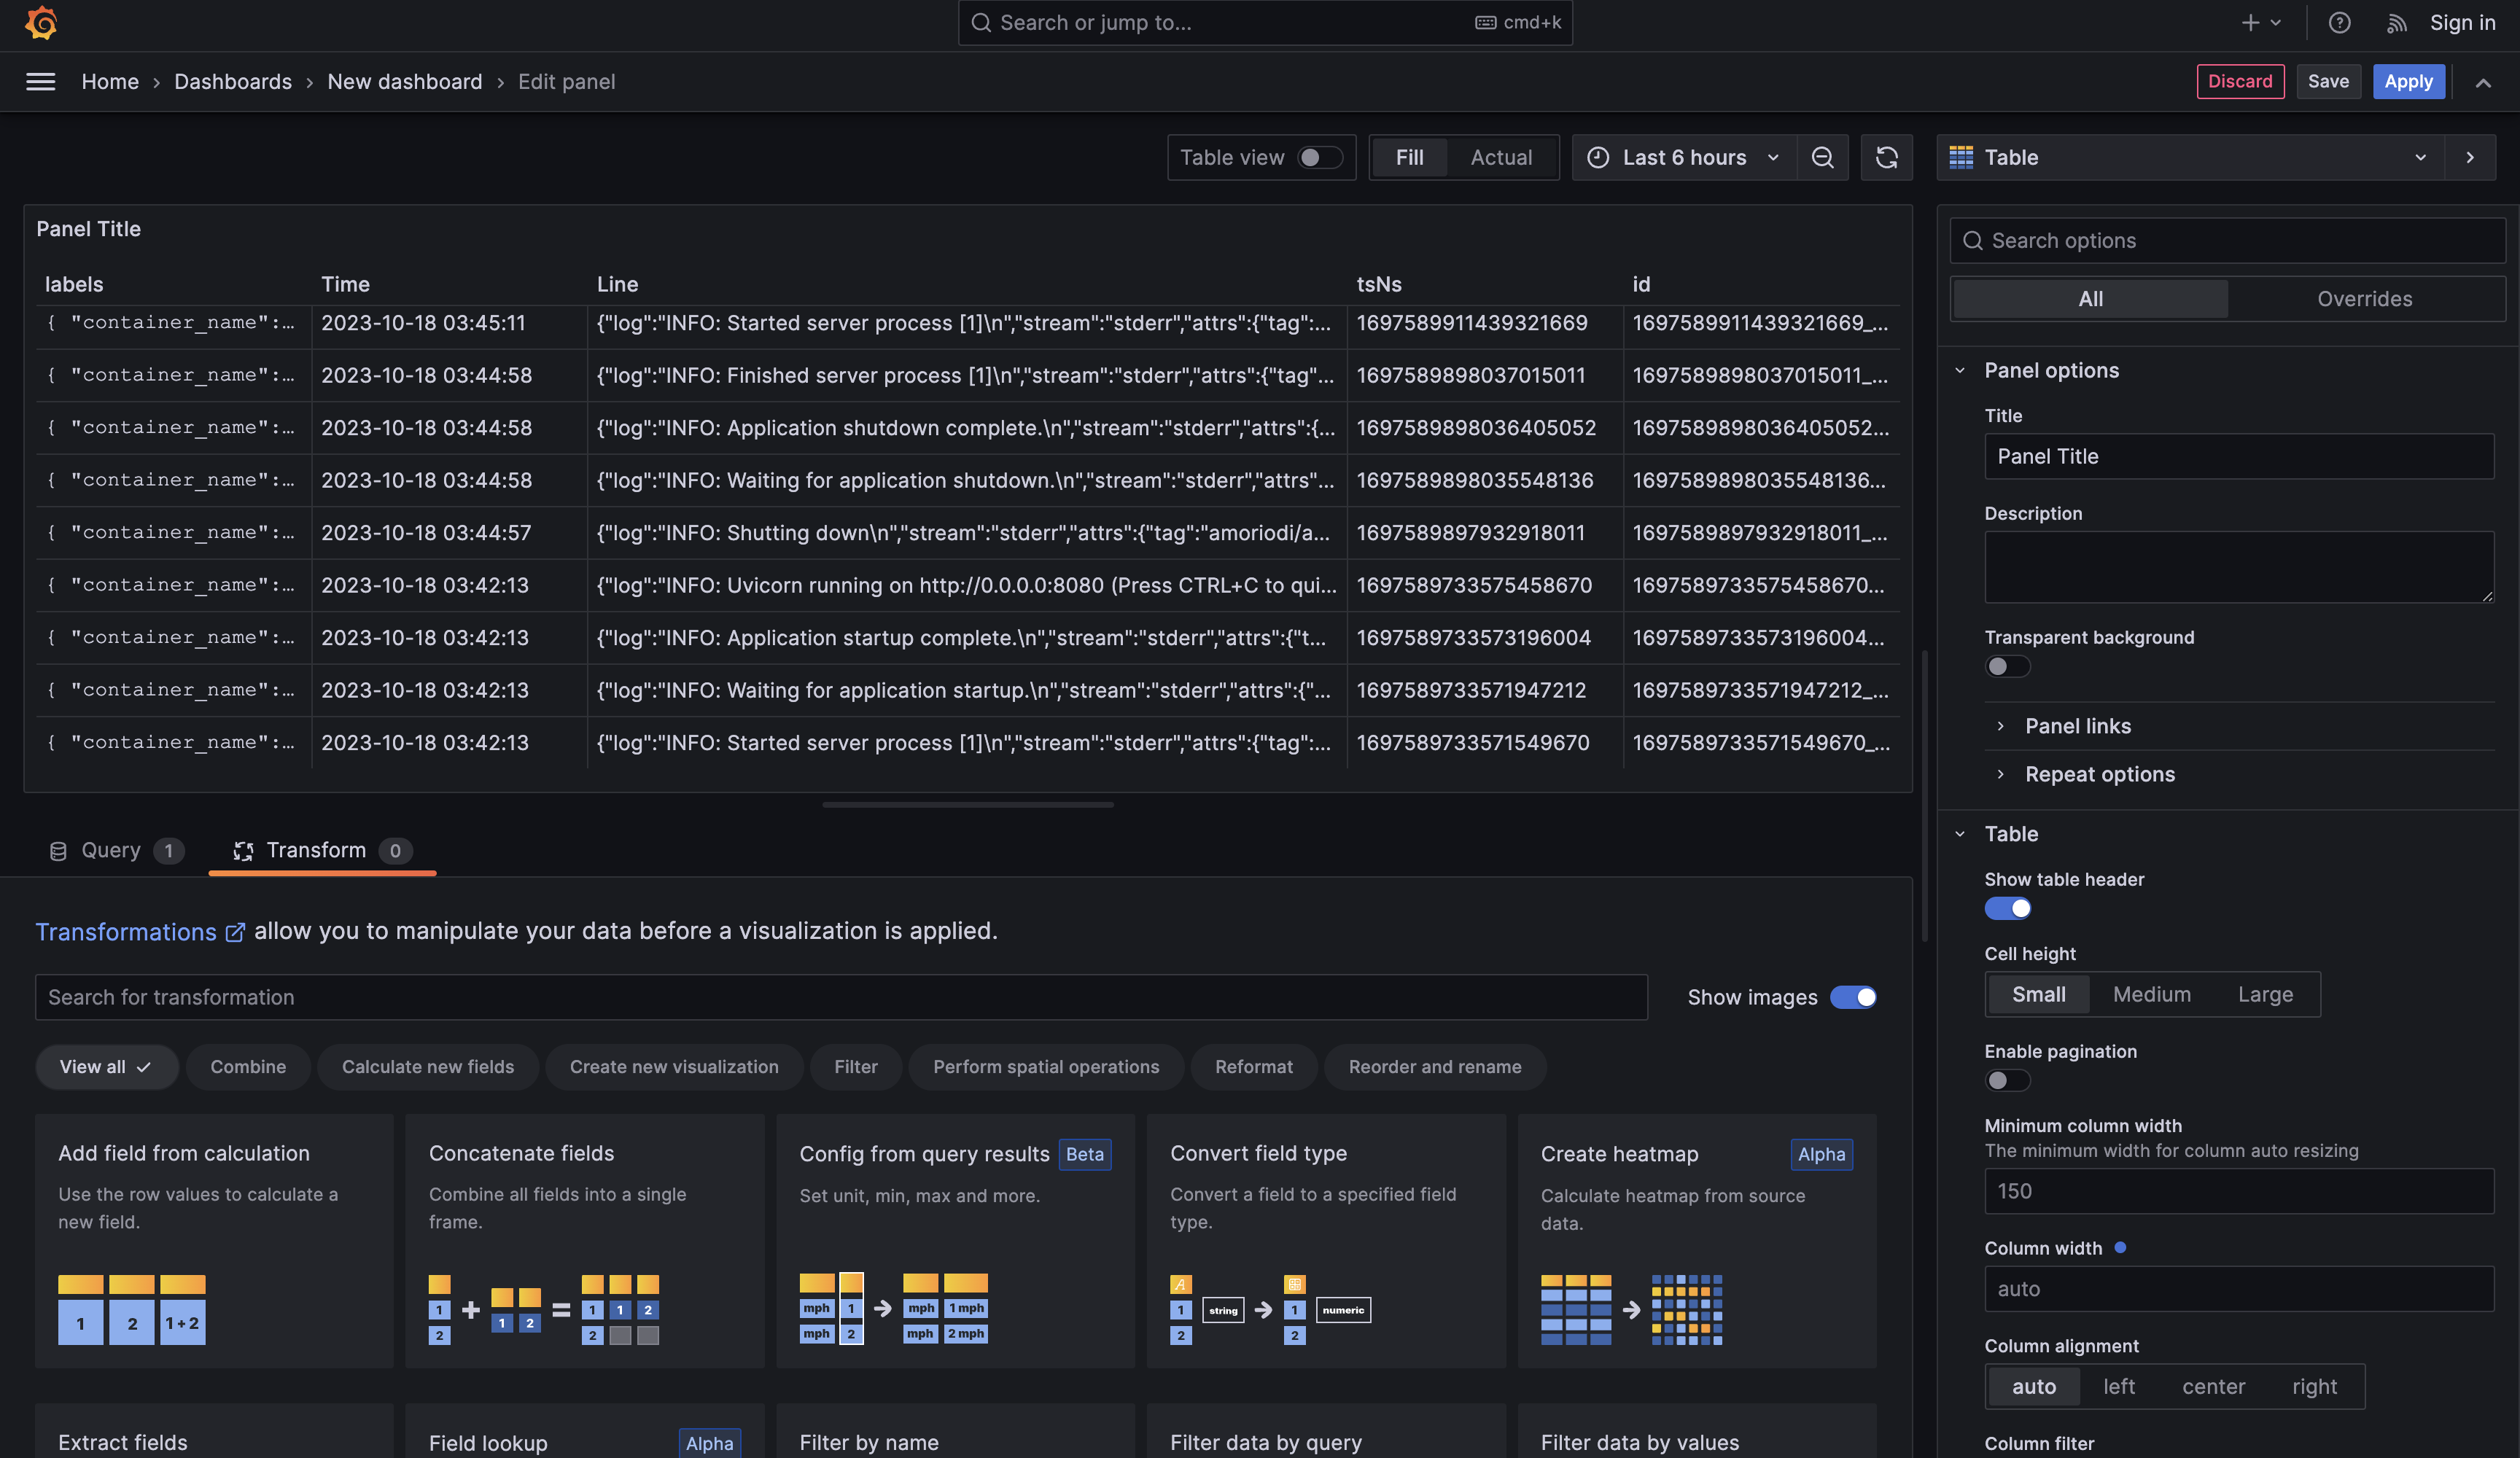 Search or jump to...
cmd+k
Sign in
Home › Dashboards › New dashboard › Edit panel
Discard
Save
Apply
Table view
Fill
Actual
Last 6 hours
Table
Panel Title
labels Time Line tsNs id
{ "container_name":... 2023-10-18 03:45:11 {"log":"INFO: Started server process [1]\n","stream":"stderr","attrs":{"tag":... 1697589911439321669 1697589911439321669_...
{ "container_name":... 2023-10-18 03:44:58 {"log":"INFO: Finished server process [1]\n","stream":"stderr","attrs":{"tag"... 1697589898037015011 1697589898037015011_...
{ "container_name":... 2023-10-18 03:44:58 {"log":"INFO: Application shutdown complete.\n","stream":"stderr","attrs":{... 1697589898036405052 1697589898036405052...
{ "container_name":... 2023-10-18 03:44:58 {"log":"INFO: Waiting for application shutdown.\n","stream":"stderr","attrs"... 1697589898035548136 1697589898035548136...
{ "container_name":... 2023-10-18 03:44:57 {"log":"INFO: Shutting down\n","stream":"stderr","attrs":{"tag":"amoriodi/a... 1697589897932918011 1697589897932918011_...
{ "container_name":... 2023-10-18 03:42:13 {"log":"INFO: Uvicorn running on http://0.0.0.0:8080 (Press CTRL+C to qui... 1697589733575458670 1697589733575458670...
{ "container_name":... 2023-10-18 03:42:13 {"log":"INFO: Application startup complete.\n","stream":"stderr","attrs":{"t... 1697589733573196004 1697589733573196004...
{ "container_name":... 2023-10-18 03:42:13 {"log":"INFO: Waiting for application startup.\n","stream":"stderr","attrs":{"... 1697589733571947212 1697589733571947212_...
{ "container_name":... 2023-10-18 03:42:13 {"log":"INFO: Started server process [1]\n","stream":"stderr","attrs":{"tag":... 1697589733571549670 1697589733571549670_...
Query 1
Transform 0
Transformations allow you to manipulate your data before a visualization is applied.
Search for transformation
Show images
View all
Combine
Calculate new fields
Create new visualization
Filter
Perform spatial operations
Reformat
Reorder and rename
Add field from calculation
Use the row values to calculate a
new field.
1 2 1+2
Concatenate fields
Combine all fields into a single
frame.
1 + = 1 1 2
2 1 2 2
Config from query results Beta
Set unit, min, max and more.
mph 1 mph 1 mph
mph 2 mph 2 mph
Convert field type
Convert a field to a specified field
type.
A
1 string 1 numeric
2 2
Create heatmap Alpha
Calculate heatmap from source
data.
Extract fields
Field lookup Alpha
Filter by name
Filter data by query
Filter data by values
Search options
All
Overrides
Panel options
Title
Panel Title
Description
Transparent background
Panel links
Repeat options
Table
Show table header
Cell height
Small Medium Large
Enable pagination
Minimum column width
The minimum width for column auto resizing
150
Column width
auto
Column alignment
auto left center right
Column filter